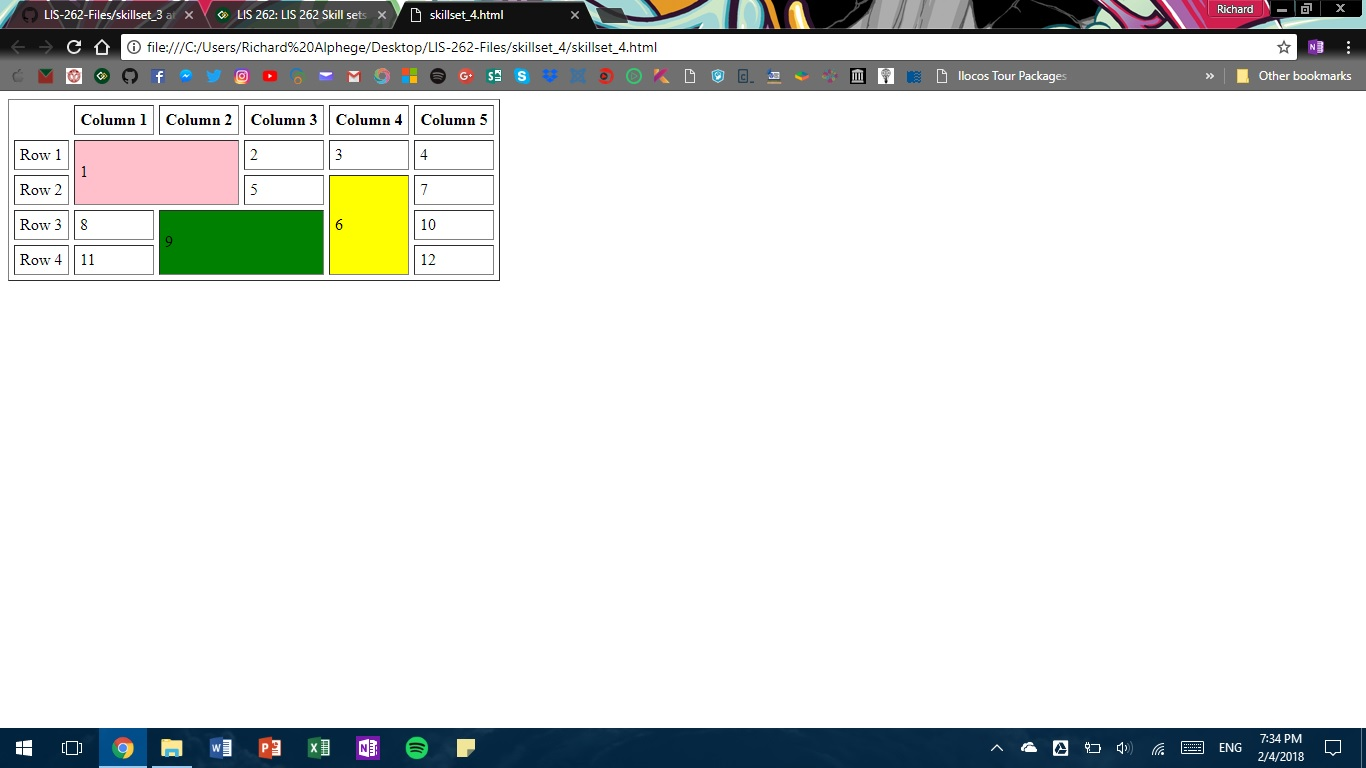 LIS-262-Files/skillset_3 at
LIS 262: LIS 262 Skill sets
skillset_4.html
Richard
file:///C:/Users/Richard%20Alphege/Desktop/LIS-262-Files/skillset_4/skillset_4.html
Ilocos Tour Packages
» Other bookmarks
Column 1 Column 2 Column 3 Column 4 Column 5
Row 1 1 2 3 4
Row 2 5 6 7
Row 3 8 9 10
Row 4 11 12
ENG
7:34 PM
2/4/2018